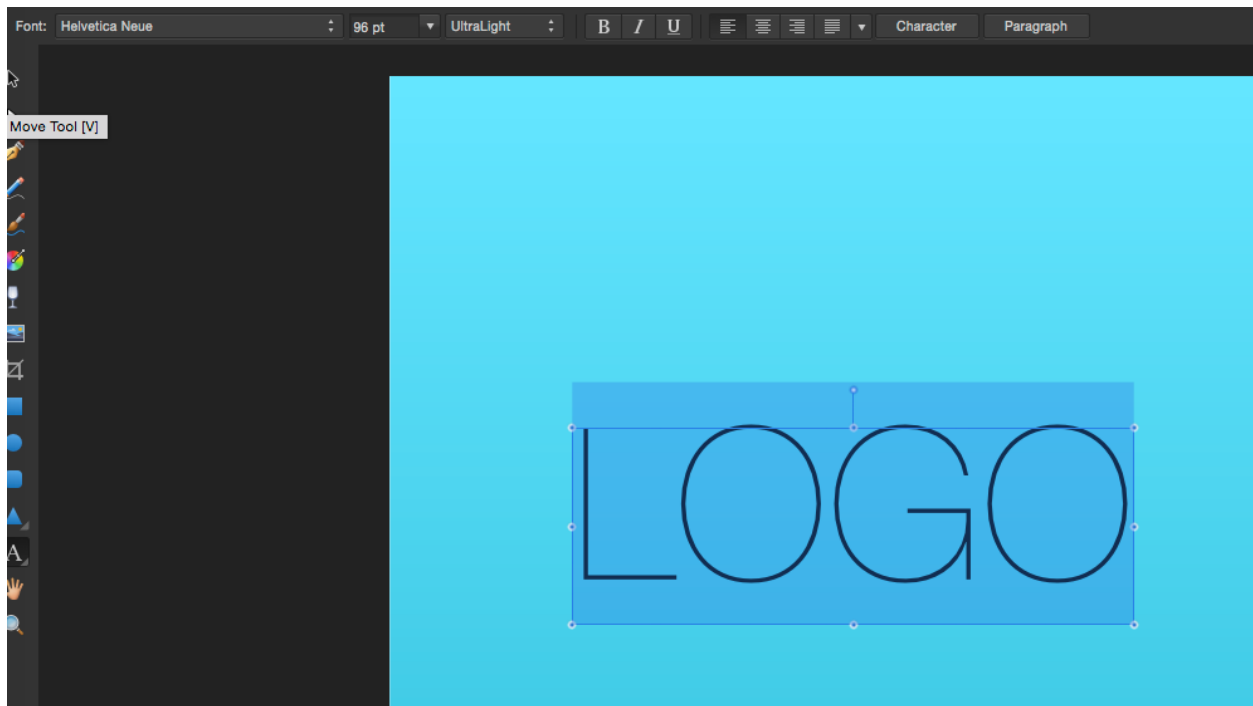 Font: Helvetica Neue 96 pt UltraLight B I U Character Paragraph
Move Tool [V]
LOGO
A